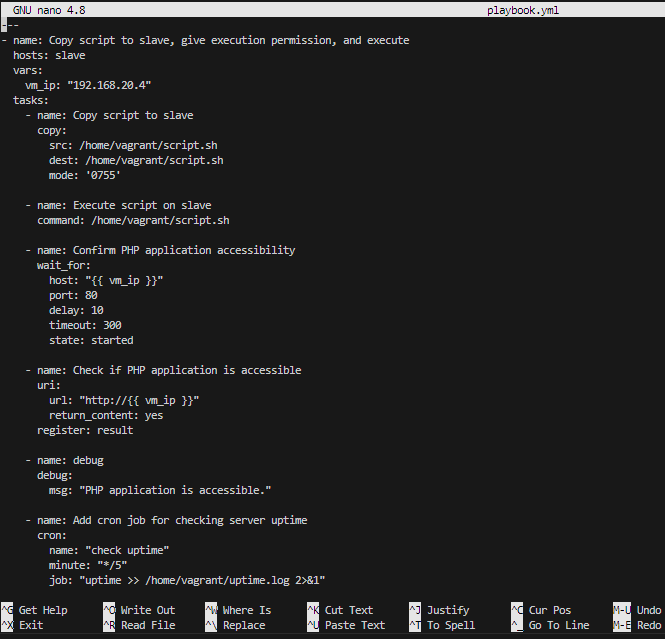 GNU nano 4.8 playbook.yml
---
- name: Copy script to slave, give execution permission, and execute
  hosts: slave
  vars:
    vm_ip: "192.168.20.4"
  tasks:
    - name: Copy script to slave
      copy:
        src: /home/vagrant/script.sh
        dest: /home/vagrant/script.sh
        mode: '0755'

    - name: Execute script on slave
      command: /home/vagrant/script.sh

    - name: Confirm PHP application accessibility
      wait_for:
        host: "{{ vm_ip }}"
        port: 80
        delay: 10
        timeout: 300
        state: started

    - name: Check if PHP application is accessible
      uri:
        url: "http://{{ vm_ip }}"
        return_content: yes
      register: result

    - name: debug
      debug:
        msg: "PHP application is accessible."

    - name: Add cron job for checking server uptime
      cron:
        name: "check uptime"
        minute: "*/5"
        job: "uptime >> /home/vagrant/uptime.log 2>&1"

^G Get Help ^O Write Out ^W Where Is ^K Cut Text ^J Justify ^C Cur Pos M-U Undo
^X Exit ^R Read File ^\ Replace ^U Paste Text ^T To Spell ^_ Go To Line M-E Redo